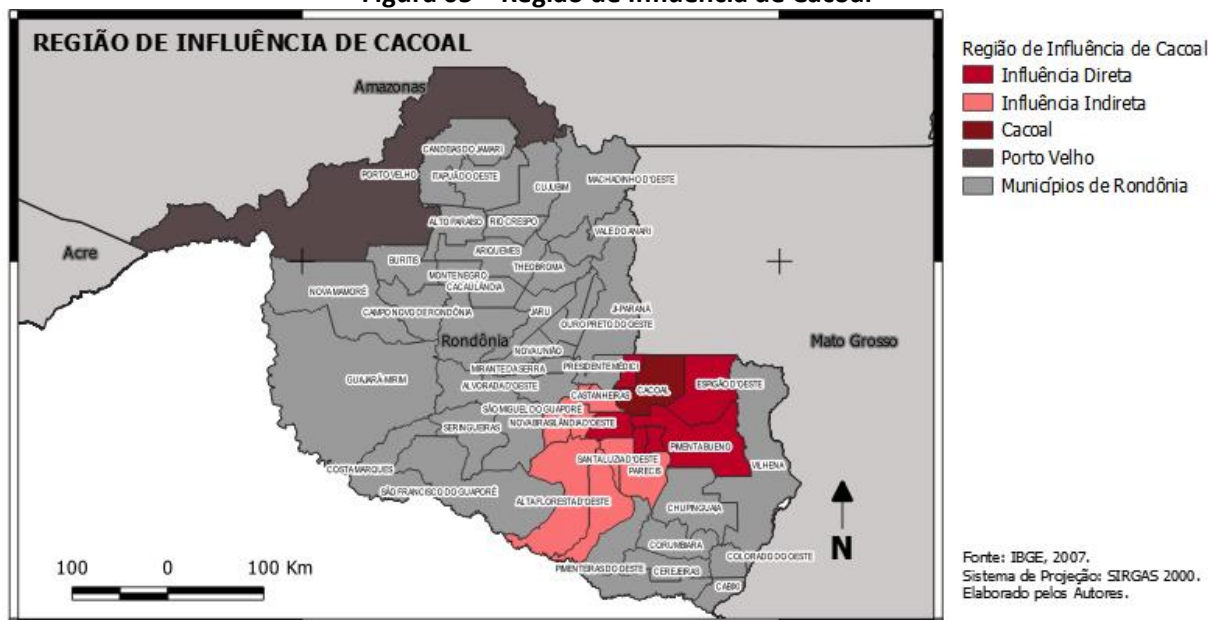 Figura 03 – Região de Influência de Cacoal
REGIÃO DE INFLUÊNCIA DE CACOAL
Amazonas
CANDEIAS DO JAMARI
PORTO VELHO
ITAPUÃ DO OESTE
CUJUBIM
MACHADINHO D'OESTE
ALTO PARAÍSO
RIO CRESPO
VALE DO ANARI
Acre
BURITIS
ARIQUEMES
THEOBROMA
MONTENEGRO
CACAULÂNDIA
NOVA MAMORÉ
CAMPO NOVO DE RONDÔNIA
JARU
JI-PARANÁ
OURO PRETO DO OESTE
Rondônia
Mato Grosso
NOVA UNIÃO
MIRANTE DA SERRA
PRESIDENTE MÉDICI
GUAJARÁ-MIRIM
ALVORADA D'OESTE
CACOAL
ESPIGÃO D'OESTE
CASTANHEIRAS
SÃO MIGUEL DO GUAPORÉ
SERINGUEIRAS
NOVA BRASILÂNDIA D'OESTE
PIMENTA BUENO
SANTA LUZIA D'OESTE
PARECIS
VILHENA
COSTA MARQUES
SÃO FRANCISCO DO GUAPORÉ
ALTA FLORESTA D'OESTE
CHUPINGUAIA
CORUMBIARA
COLORADO DO OESTE
PIMENTEIRAS DO OESTE
CEREJEIRAS
CABIXI
N
100 0 100 Km
Região de Influência de Cacoal
Influência Direta
Influência Indireta
Cacoal
Porto Velho
Municípios de Rondônia
Fonte: IBGE, 2007.
Sistema de Projeção: SIRGAS 2000.
Elaborado pelos Autores.